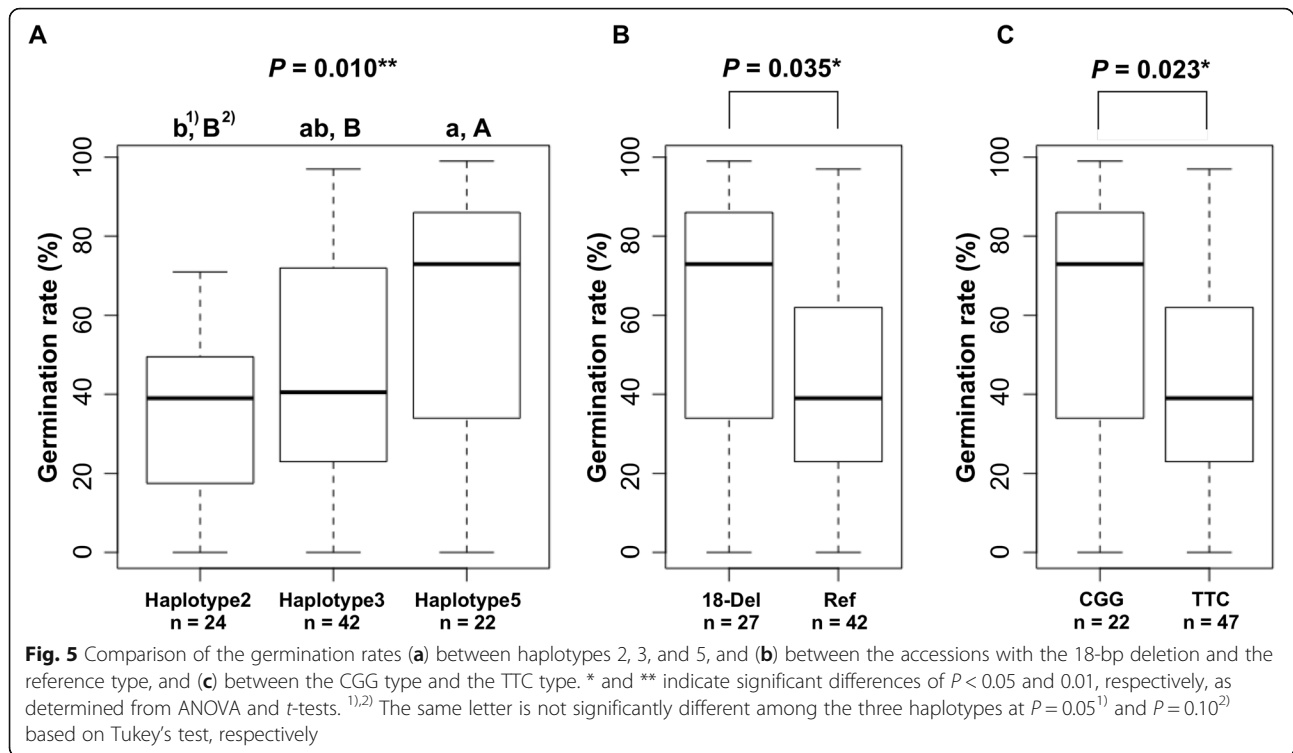 A
P = 0.010**
b,1) B2) ab, B a, A
Germination rate (%)
100
80
60
40
20
0
Haplotype2 Haplotype3 Haplotype5
n = 24 n = 42 n = 22
B
P = 0.035*
Germination rate (%)
100
80
60
40
20
0
18-Del Ref
n = 27 n = 42
C
P = 0.023*
Germination rate (%)
100
80
60
40
20
0
CGG TTC
n = 22 n = 47
Fig. 5 Comparison of the germination rates (a) between haplotypes 2, 3, and 5, and (b) between the accessions with the 18-bp deletion and the
reference type, and (c) between the CGG type and the TTC type. * and ** indicate significant differences of P < 0.05 and 0.01, respectively, as
determined from ANOVA and t-tests. 1),2) The same letter is not significantly different among the three haplotypes at P = 0.051) and P = 0.102)
based on Tukey's test, respectively